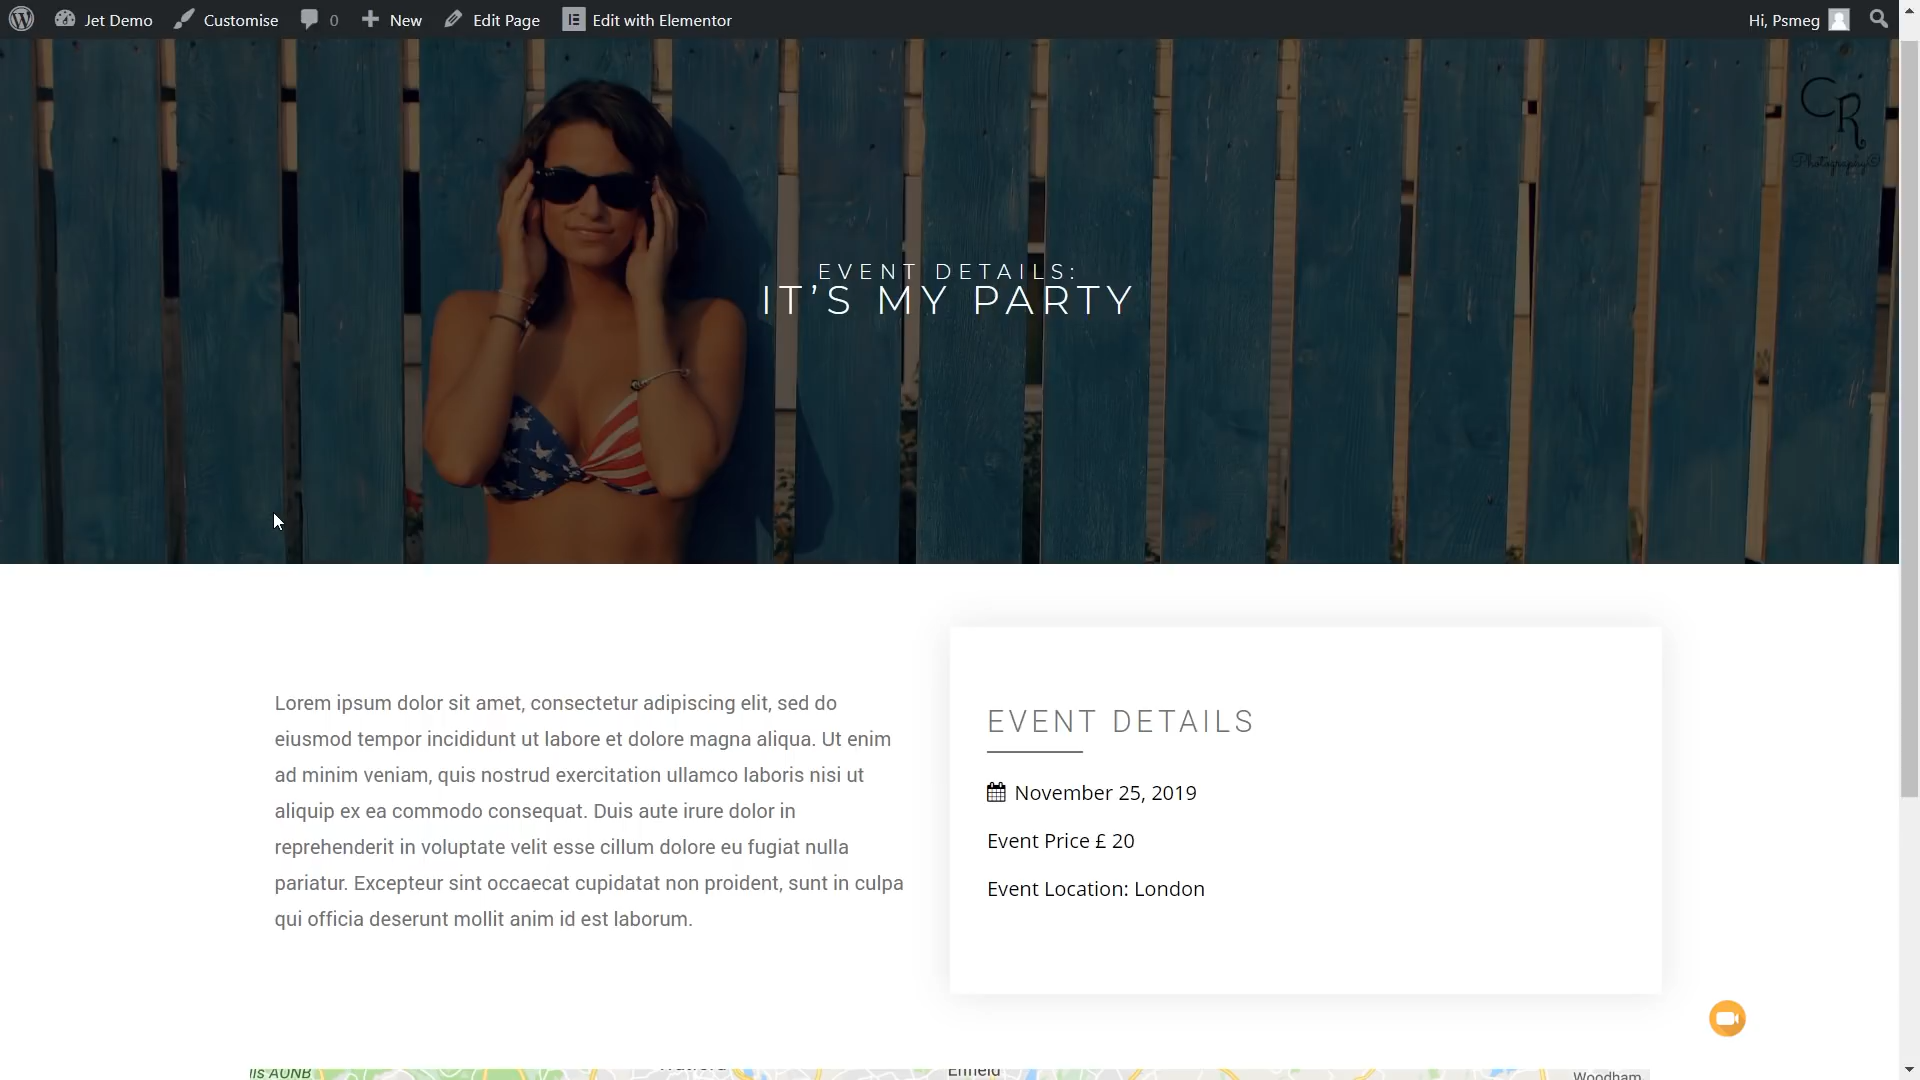 Jet Demo
Customise
0
New
Edit Page
Edit with Elementor
Hi, Psmeg
CR
Photography©
EVENT DETAILS:
IT'S MY PARTY
Lorem ipsum dolor sit amet, consectetur adipiscing elit, sed do
eiusmod tempor incididunt ut labore et dolore magna aliqua. Ut enim
ad minim veniam, quis nostrud exercitation ullamco laboris nisi ut
aliquip ex ea commodo consequat. Duis aute irure dolor in
reprehenderit in voluptate velit esse cillum dolore eu fugiat nulla
pariatur. Excepteur sint occaecat cupidatat non proident, sunt in culpa
qui officia deserunt mollit anim id est laborum.
EVENT DETAILS
November 25, 2019
Event Price £ 20
Event Location: London
lls AUNB
Enfield
Woodham